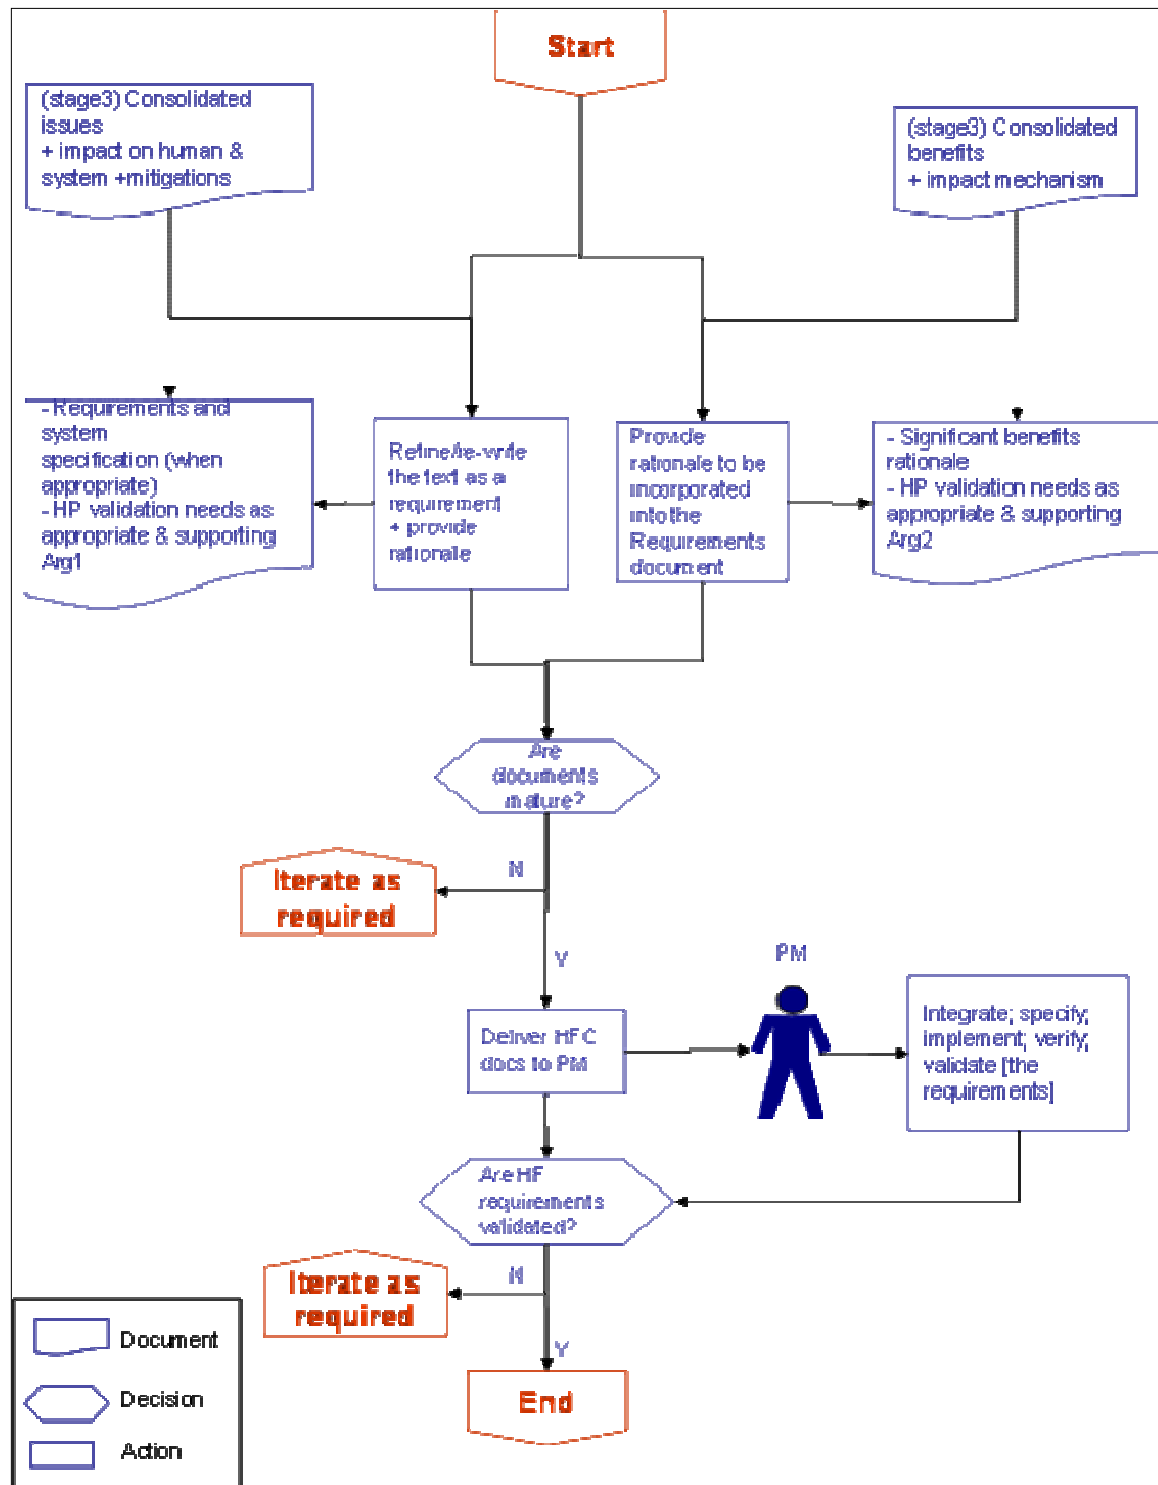 Start
(stage3) Consolidated
issues
+ impact on human &
system +mitigations
(stage3) Consolidated
benefits
+ impact mechanism
- Requirements and
system
specification (when
appropriate)
- HP validation needs as
appropriate & supporting
Arg1
Refine/re-write
the text as a
requirement
+ provide
rationale
Provide
rationale to be
incorporated
into the
Requirements
document
- Significant benefits
rationale
- HP validation needs as
appropriate & supporting
Arg2
Are
documents
mature?
N
Iterate as
required
Y
PM
Deliver HFC
docs to PM
Integrate; specify;
implement; verify;
validate [the
requirements]
Are HF
requirements
validated?
N
Iterate as
required
Y
End
Document
Decision
Action